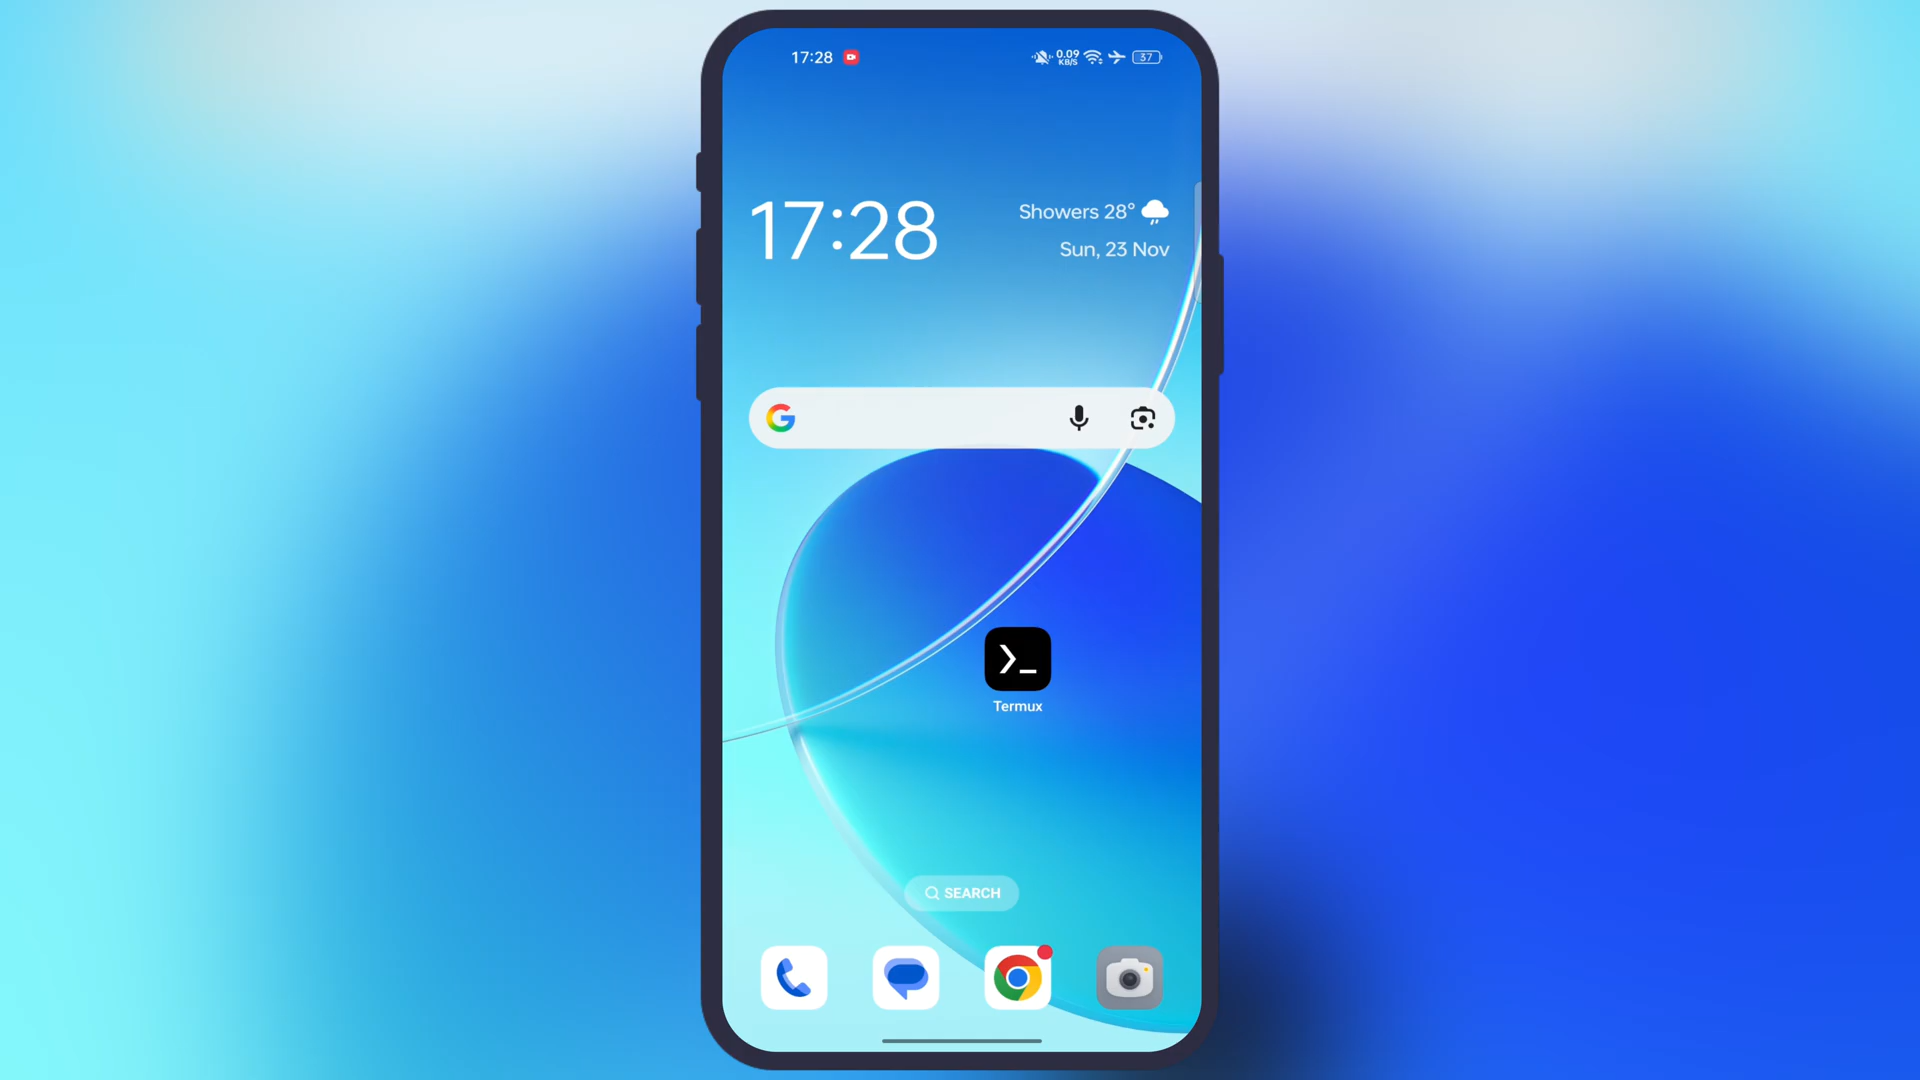 17:28
0.09
KB/S
37
17:28
Showers 28°
Sun, 23 Nov
Termux
SEARCH